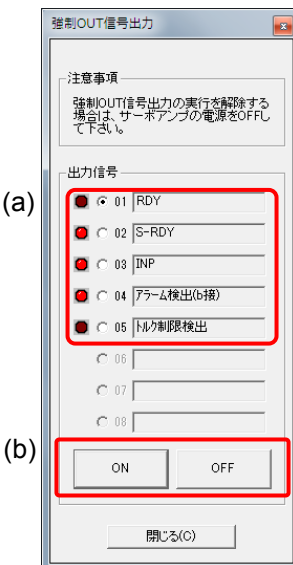 強制OUT信号出力
注意事項
強制OUT信号出力の実行を解除する
場合は、サーボアンプの電源をOFFし
て下さい。
出力信号
(a)
01 RDY
02 S-RDY
03 INP
04 アラーム検出(b接)
05 トルク制限検出
06
07
08
(b)
ON OFF
閉じる(C)